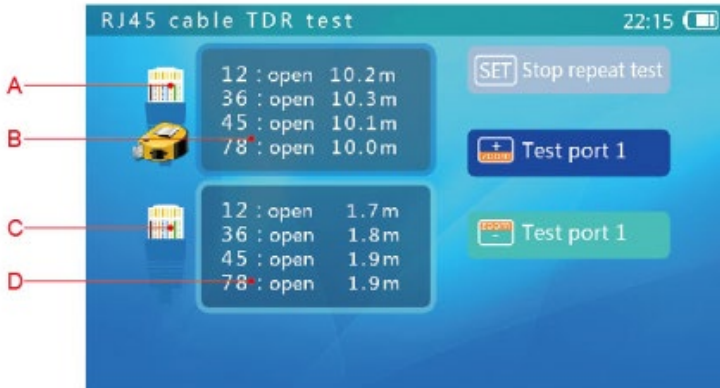 RJ45 cable TDR test
22:15
A
12 : open 10.2m
36 : open 10.3m
45 : open 10.1m
78 : open 10.0m
B
SET Stop repeat test
+ zoom Test port 1
C
12 : open 1.7m
36 : open 1.8m
45 : open 1.9m
78 : open 1.9m
D
zoom - Test port 1